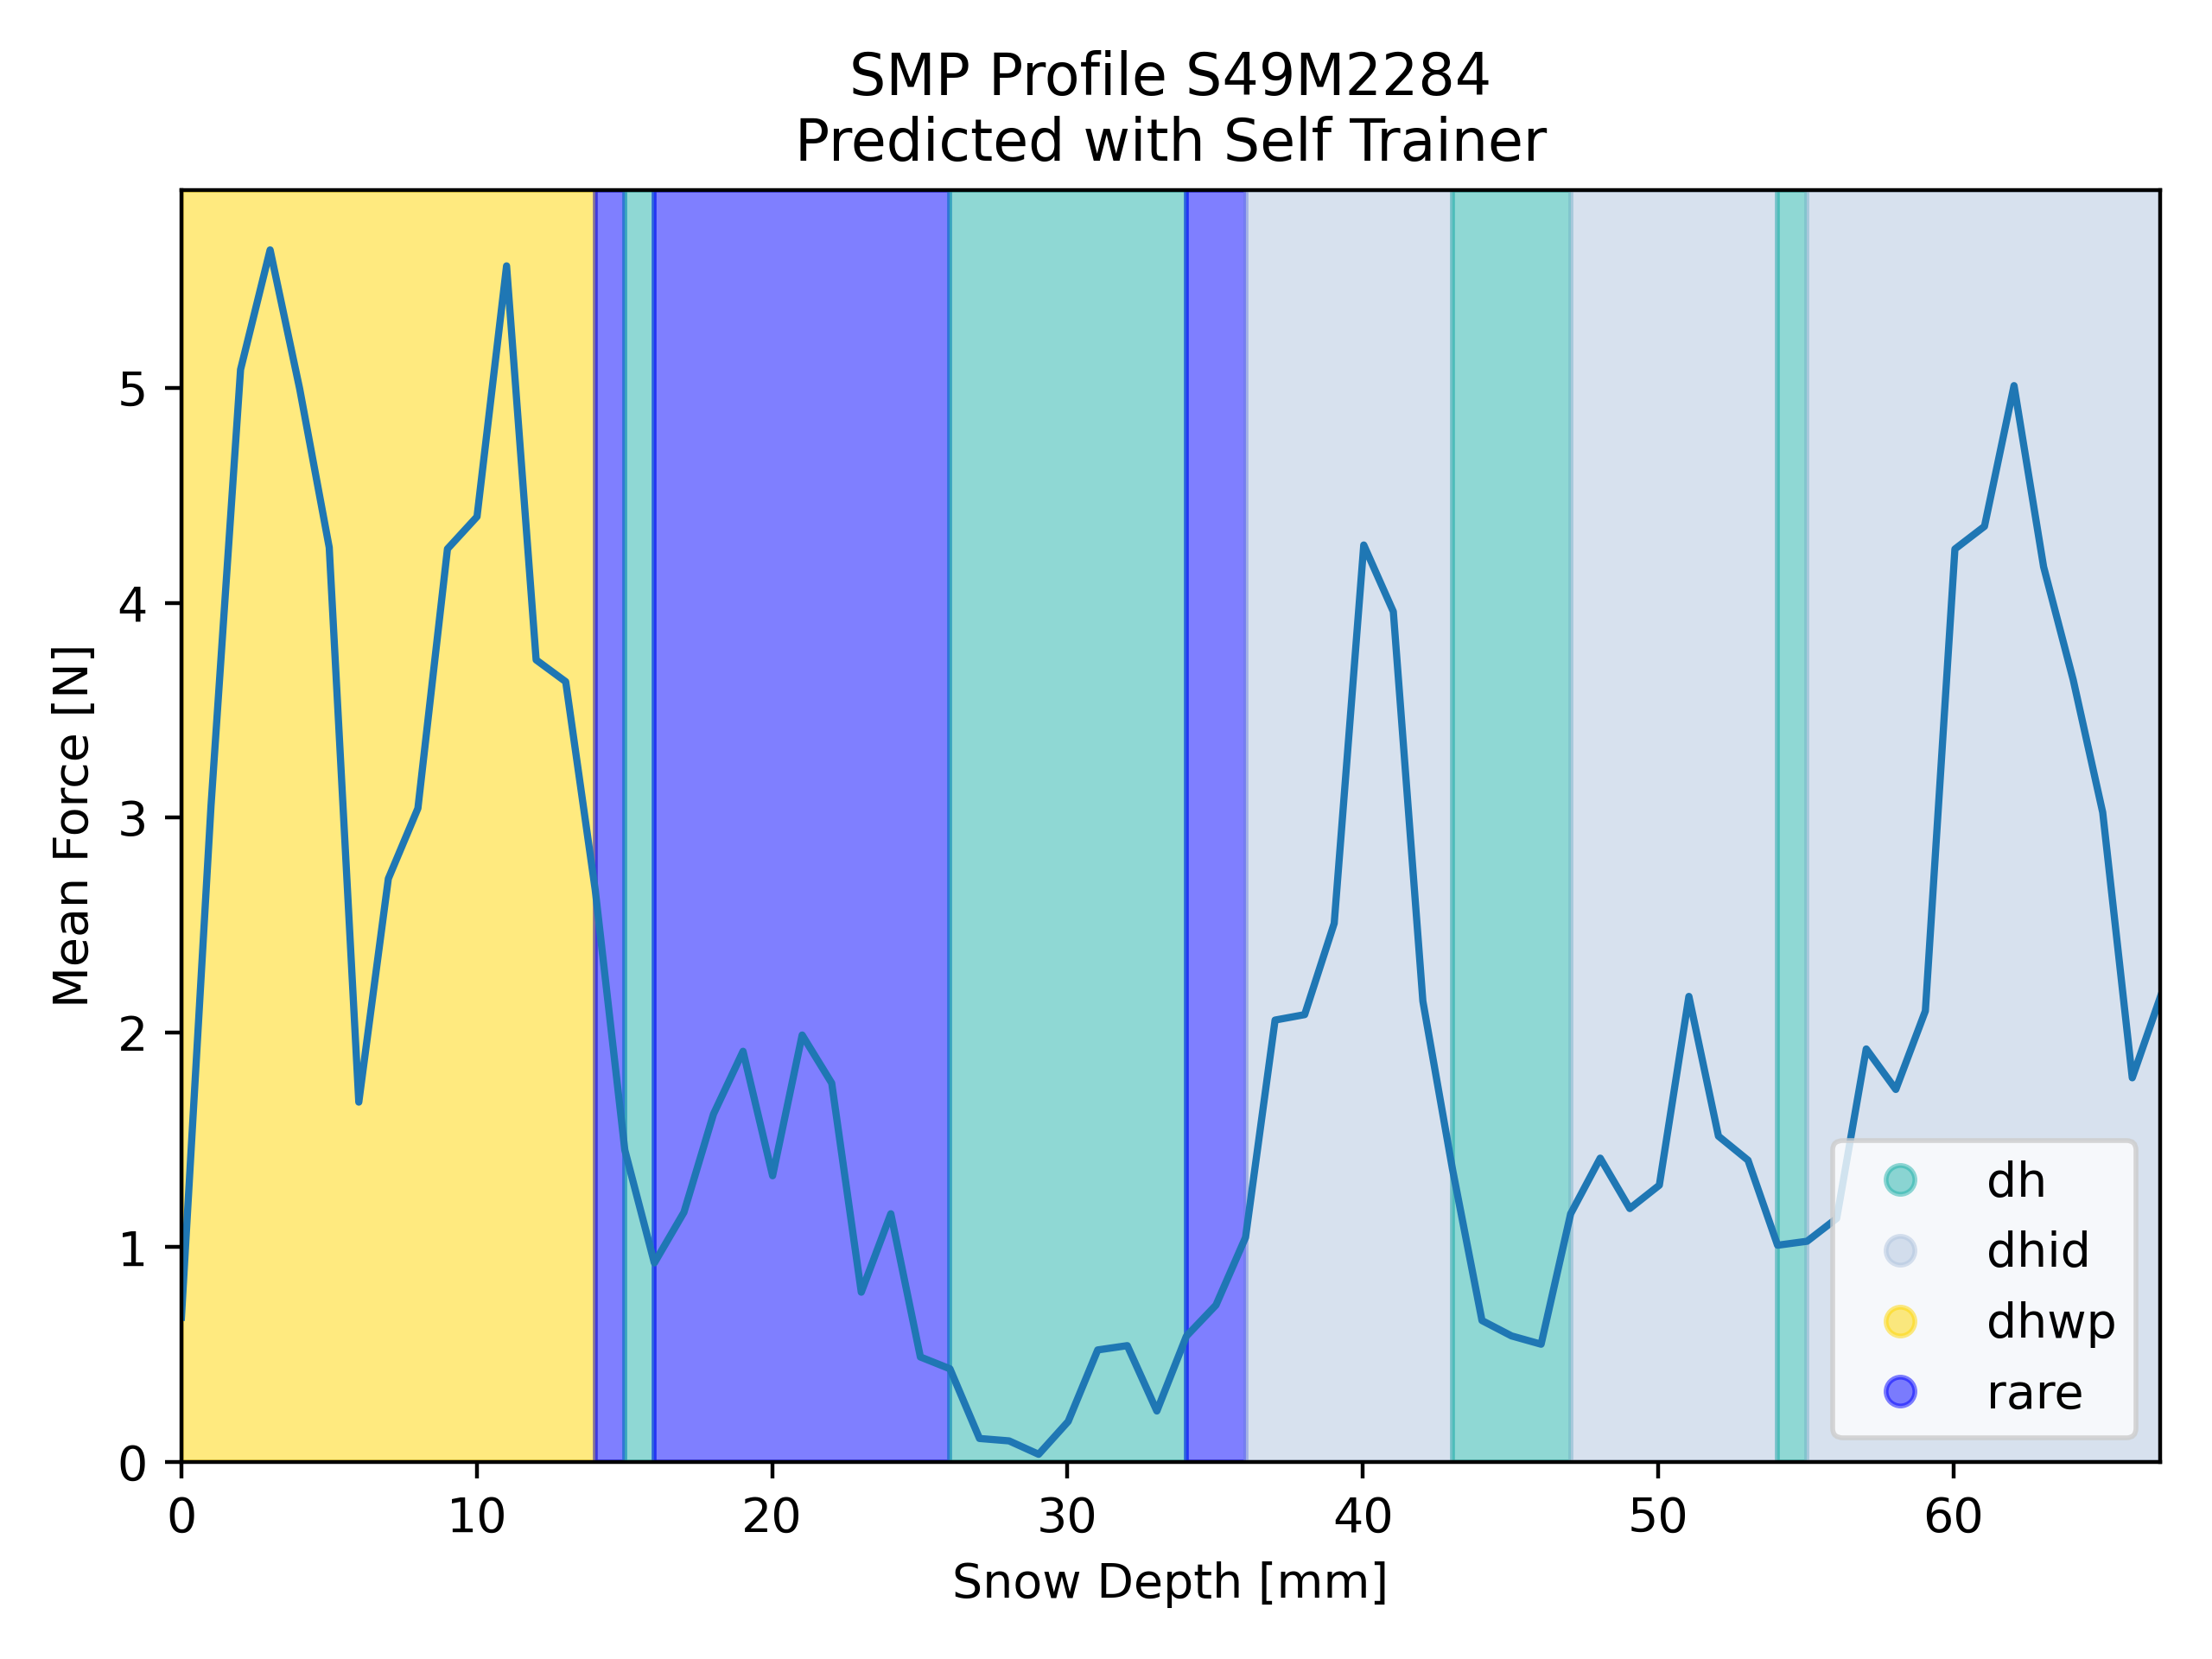 SMP Profile S49M2284
Predicted with Self Trainer
Mean Force [N]
5
4
3
2
1
0
0 10 20 30 40 50 60
Snow Depth [mm]
dh
dhid
dhwp
rare